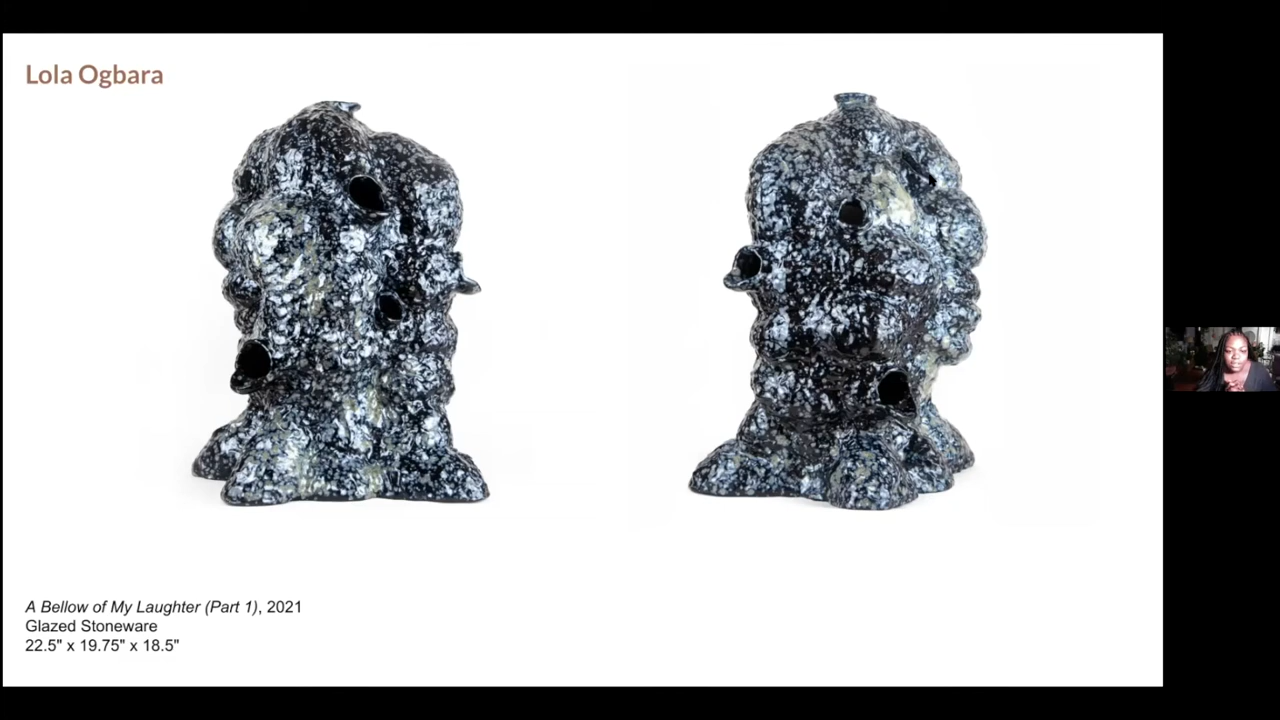 Lola Ogbara
A Bellow of My Laughter (Part 1), 2021
Glazed Stoneware
22.5" x 19.75" x 18.5"